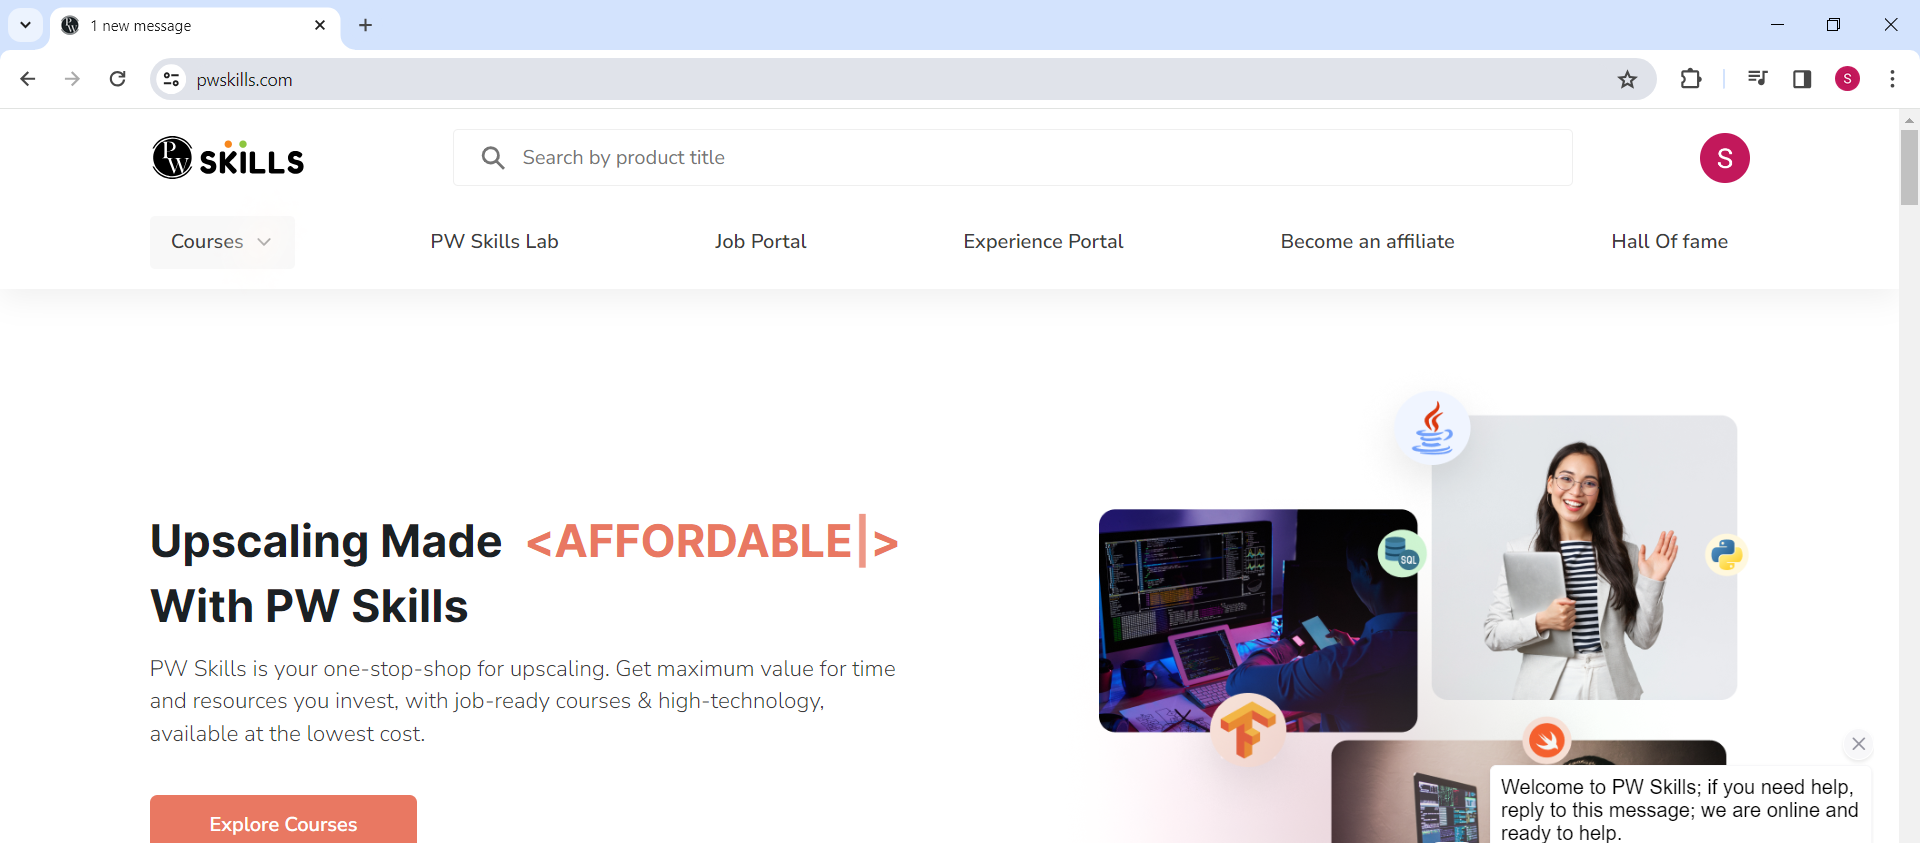 1 new message
pwskills.com
S
PW SKILLS
Search by product title
S
Courses
PW Skills Lab
Job Portal
Experience Portal
Become an affiliate
Hall Of fame
Upscaling Made <AFFORDABLE|>
With PW Skills
PW Skills is your one-stop-shop for upscaling. Get maximum value for time
and resources you invest, with job-ready courses & high-technology,
available at the lowest cost.
Explore Courses
SQL
Welcome to PW Skills; if you need help,
reply to this message; we are online and
ready to help.